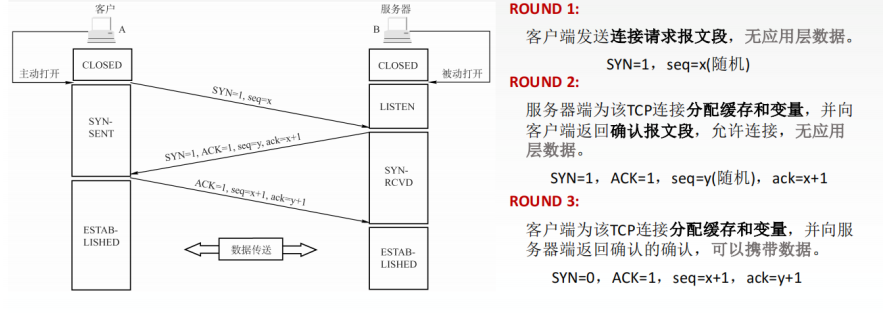 客户
服务器
A
B
CLOSED
CLOSED
主动打开
被动打开
SYN=1, seq=x
LISTEN
SYN-
SENT
SYN=1, ACK=1, seq=y, ack=x+1
SYN-
RCVD
ACK=1, seq=x+1, ack=y+1
ESTAB-
LISHED
数据传送
ESTAB-
LISHED
ROUND 1:
客户端发送连接请求报文段，无应用层数据。
SYN=1，seq=x(随机)
ROUND 2:
服务器端为该TCP连接分配缓存和变量，并向
客户端返回确认报文段，允许连接，无应用
层数据。
SYN=1，ACK=1，seq=y(随机)，ack=x+1
ROUND 3:
客户端为该TCP连接分配缓存和变量，并向服
务器端返回确认的确认，可以携带数据。
SYN=0，ACK=1，seq=x+1，ack=y+1